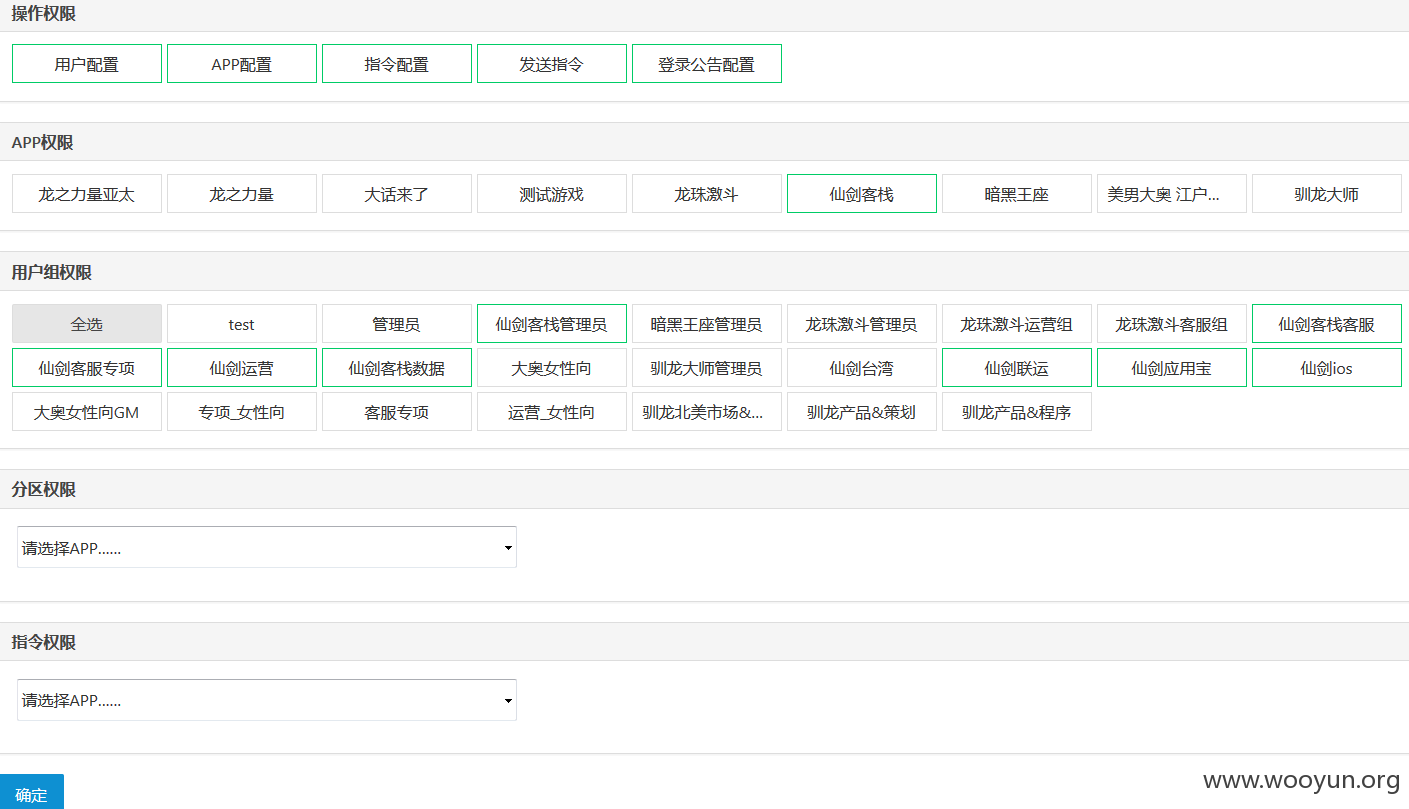 操作权限
用户配置 APP配置 指令配置 发送指令 登录公告配置
APP权限
龙之力量亚太 龙之力量 大话来了 测试游戏 龙珠激斗 仙剑客栈 暗黑王座 美男大奥 江户... 驯龙大师
用户组权限
全选 test 管理员 仙剑客栈管理员 暗黑王座管理员 龙珠激斗管理员 龙珠激斗运营组 龙珠激斗客服组 仙剑客栈客服
仙剑客服专项 仙剑运营 仙剑客栈数据 大奥女性向 驯龙大师管理员 仙剑台湾 仙剑联运 仙剑应用宝 仙剑ios
大奥女性向GM 专项_女性向 客服专项 运营_女性向 驯龙北美市场&... 驯龙产品&策划 驯龙产品&程序
分区权限
请选择APP......
指令权限
请选择APP......
确定
www.wooyun.org